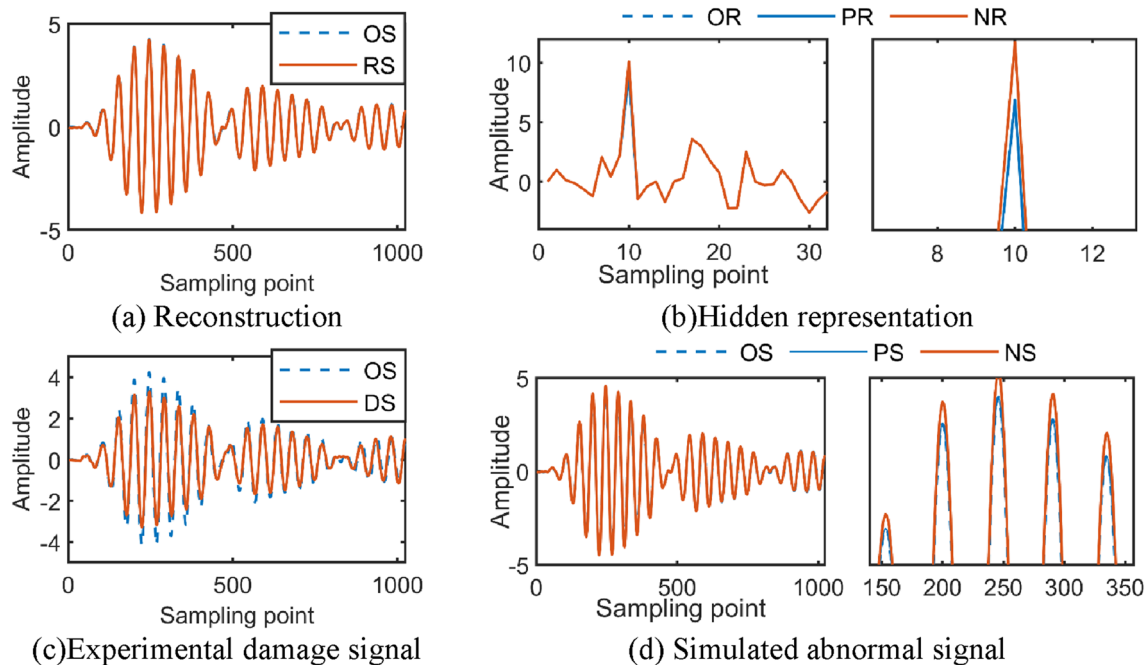 OS
RS
5
0
-5
Amplitude
0
500
1000
Sampling point
(a) Reconstruction
OR PR NR
10
5
0
Amplitude
0 10 20 30
Sampling point
8 10 12
(b)Hidden representation
OS
DS
4
2
0
-2
-4
Amplitude
0
500
1000
Sampling point
(c)Experimental damage signal
OS PS NS
5
0
-5
Amplitude
0 500 1000
Sampling point
150 200 250 300 350
(d) Simulated abnormal signal